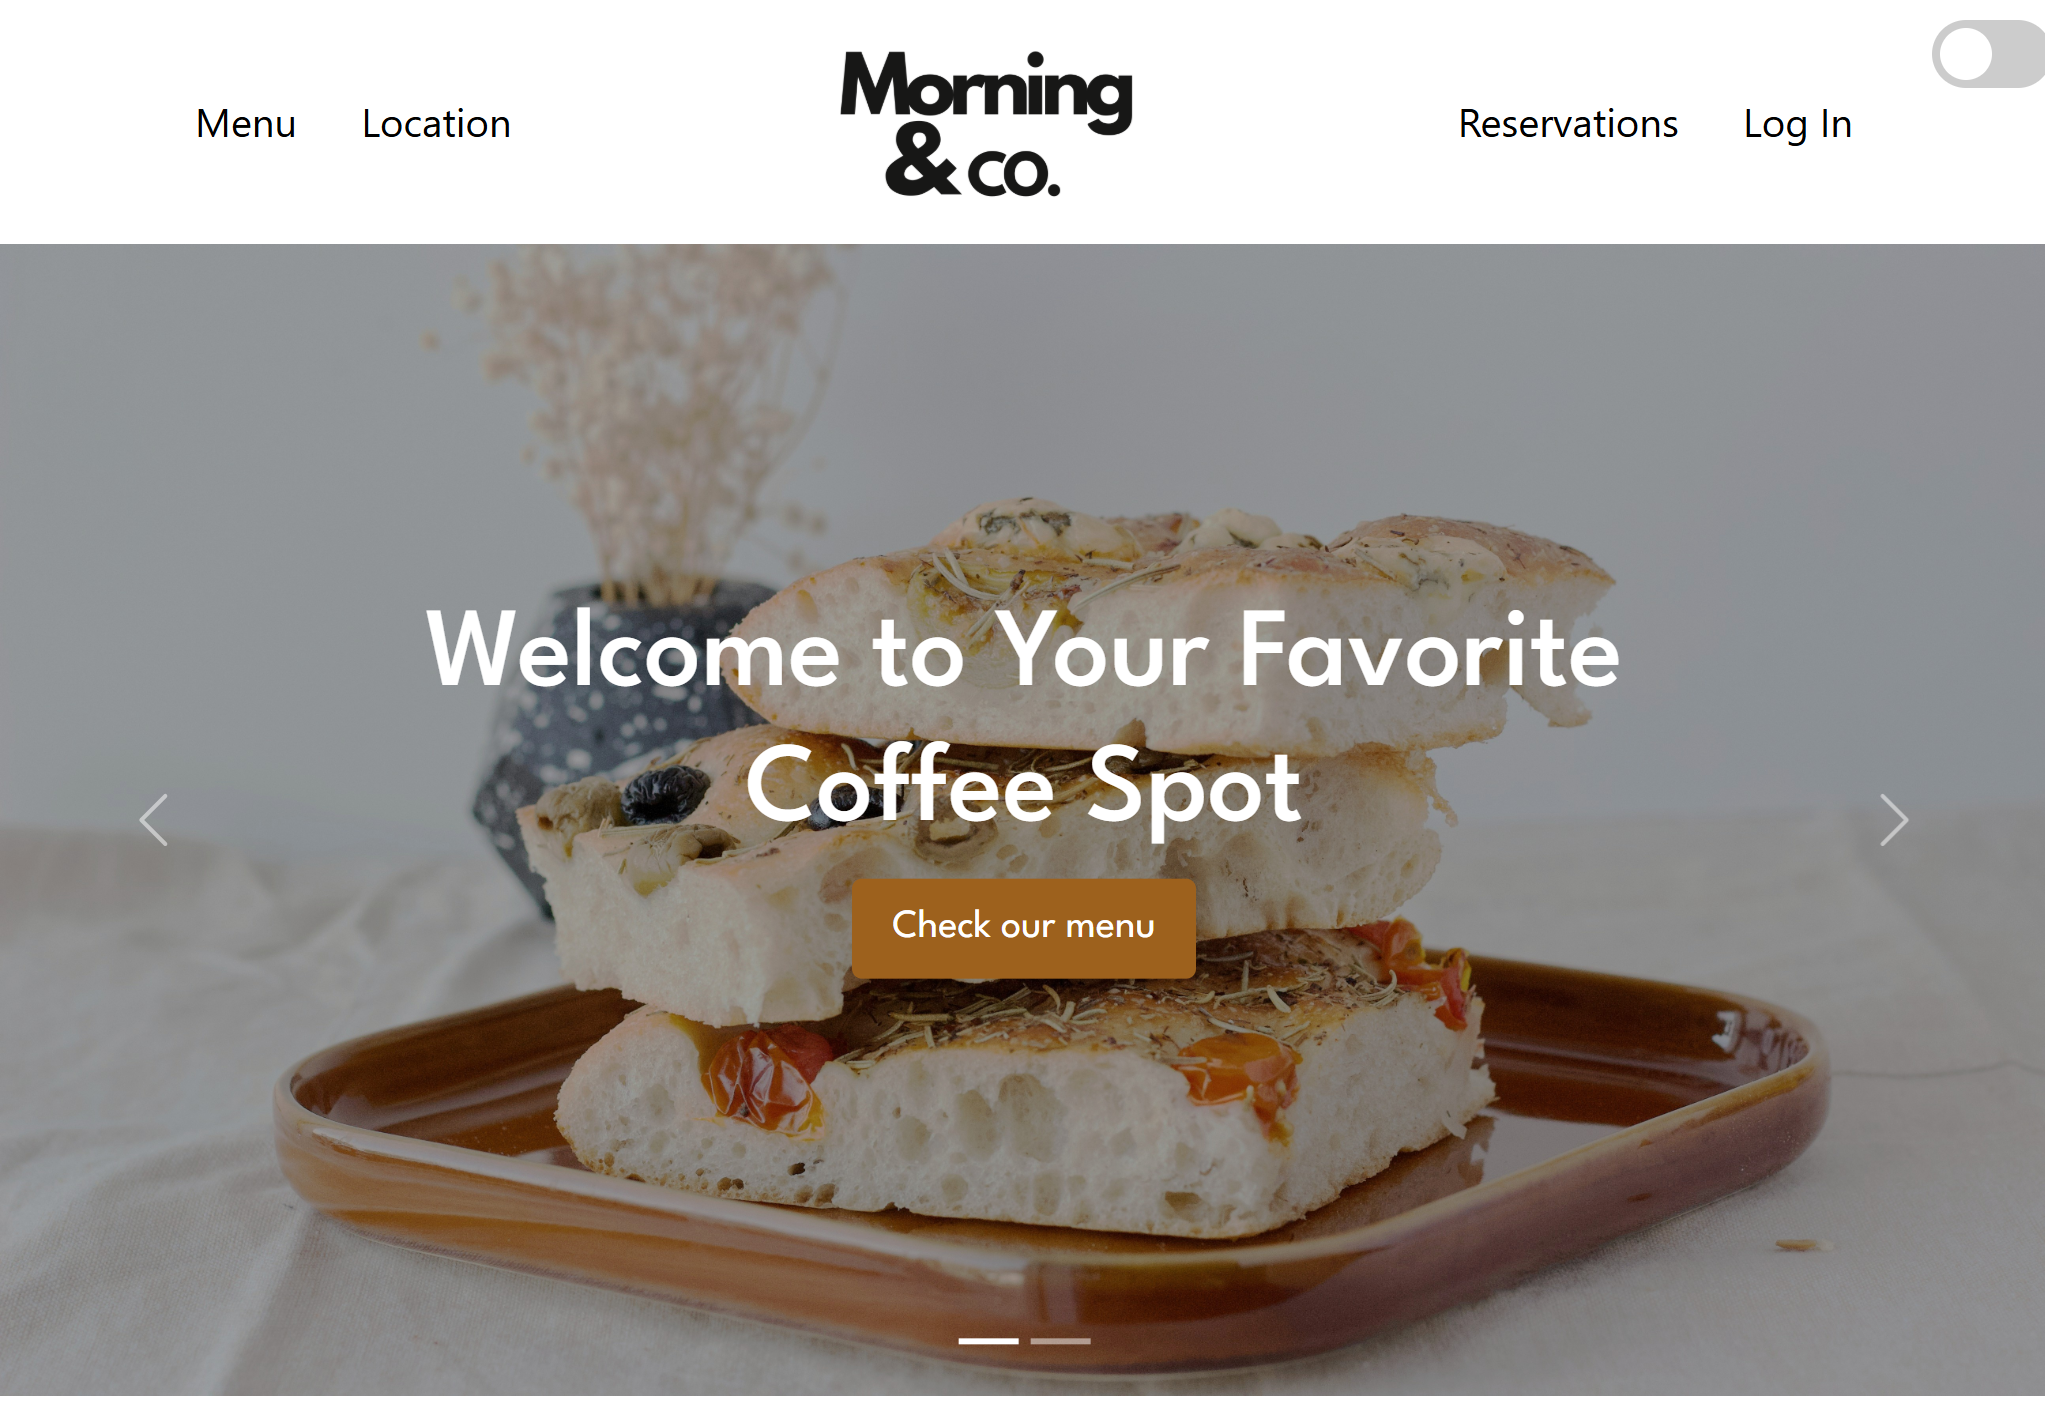 Menu
Location
Morning
& co.
Reservations
Log In
Welcome to Your Favorite
Coffee Spot
Check our menu